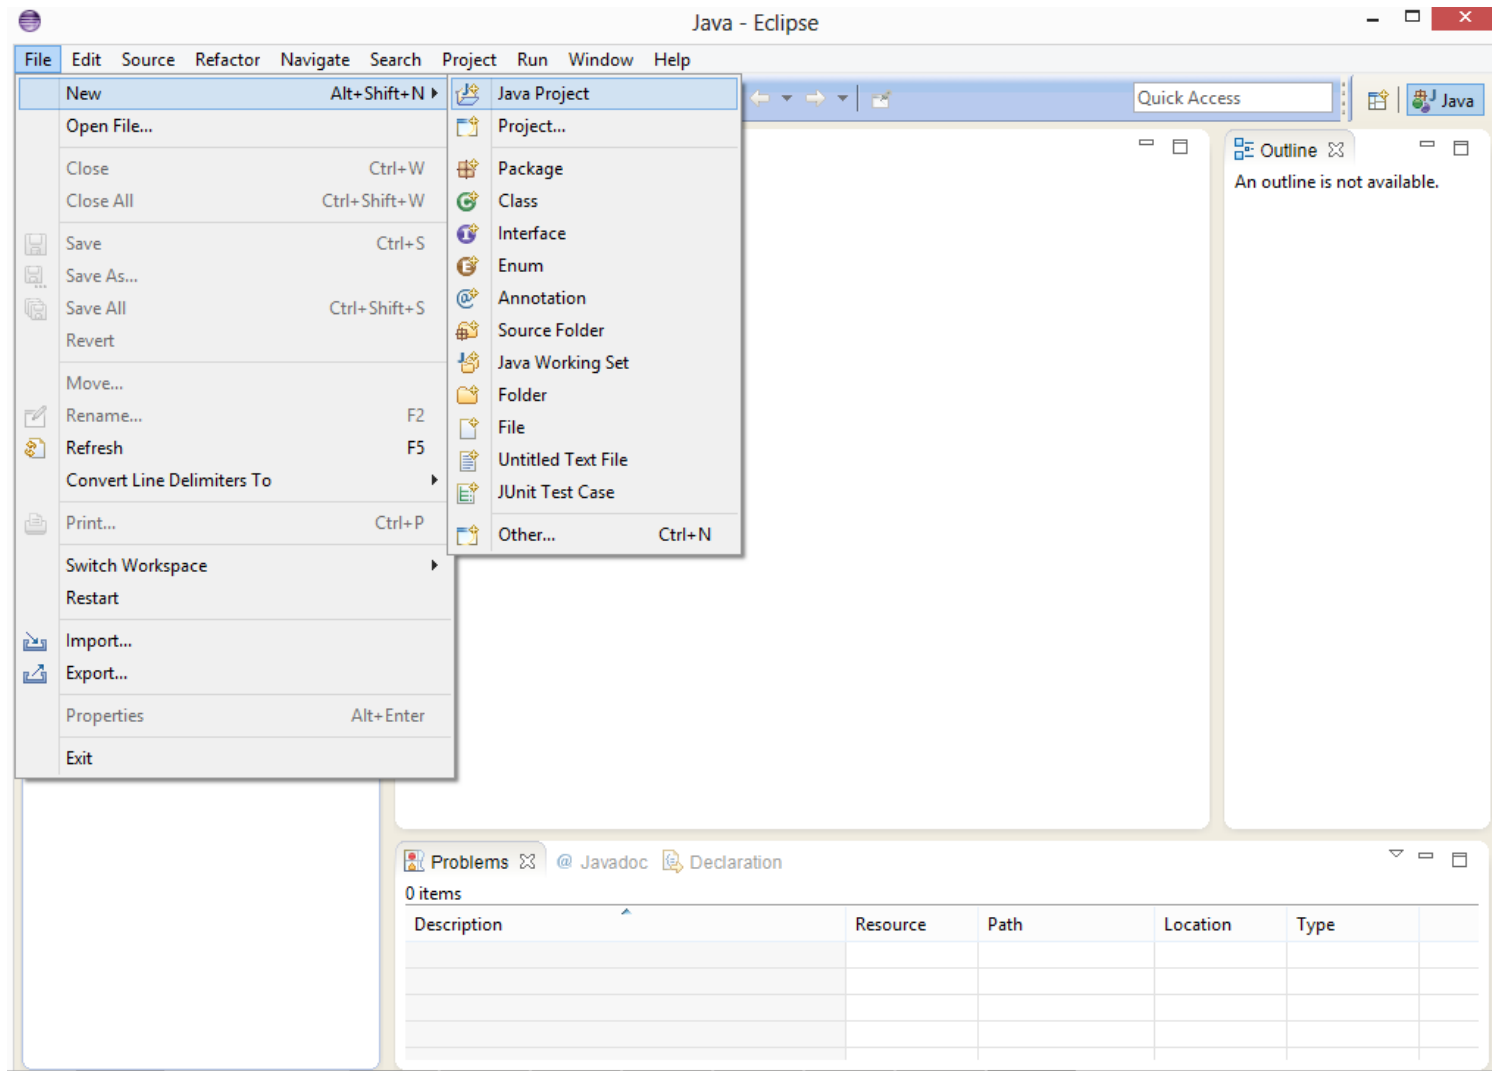 Java - Eclipse
File Edit Source Refactor Navigate Search Project Run Window Help
New Alt+Shift+N
Open File...
Close Ctrl+W
Close All Ctrl+Shift+W
Save Ctrl+S
Save As...
Save All Ctrl+Shift+S
Revert
Move...
Rename... F2
Refresh F5
Convert Line Delimiters To
Print... Ctrl+P
Switch Workspace
Restart
Import...
Export...
Properties Alt+Enter
Exit
Java Project
Project...
Package
Class
Interface
Enum
Annotation
Source Folder
Java Working Set
Folder
File
Untitled Text File
JUnit Test Case
Other... Ctrl+N
Quick Access
Java
Outline
An outline is not available.
Problems @ Javadoc Declaration
0 items
Description Resource Path Location Type